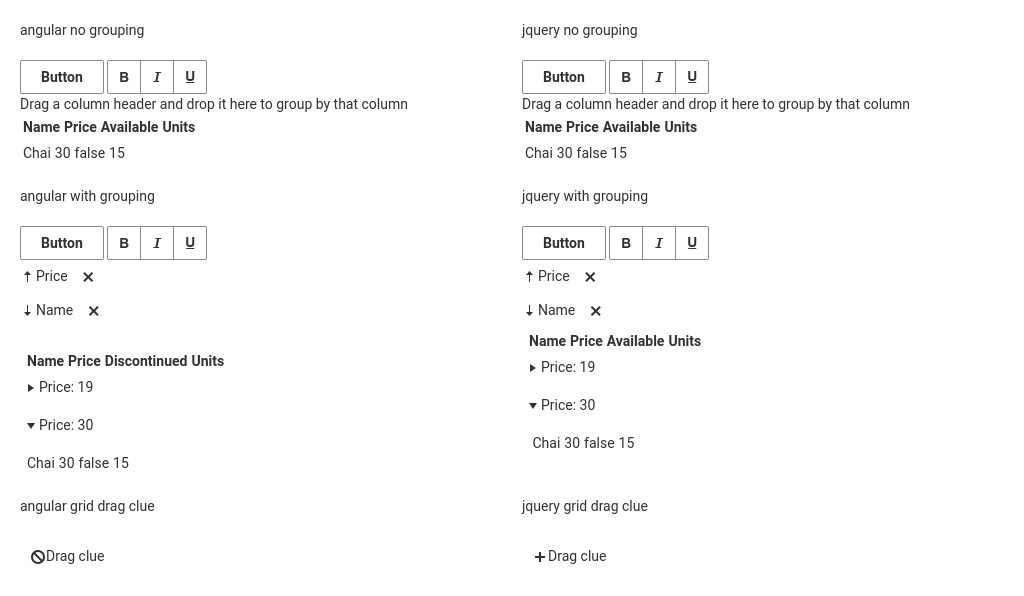 angular no grouping
Button B I U
Drag a column header and drop it here to group by that column
Name Price Available Units
Chai 30 false 15
angular with grouping
Button B I U
Price
Name
Name Price Discontinued Units
Price: 19
Price: 30
Chai 30 false 15
angular grid drag clue
Drag clue
jquery no grouping
Button B I U
Drag a column header and drop it here to group by that column
Name Price Available Units
Chai 30 false 15
jquery with grouping
Button B I U
Price
Name
Name Price Available Units
Price: 19
Price: 30
Chai 30 false 15
jquery grid drag clue
Drag clue